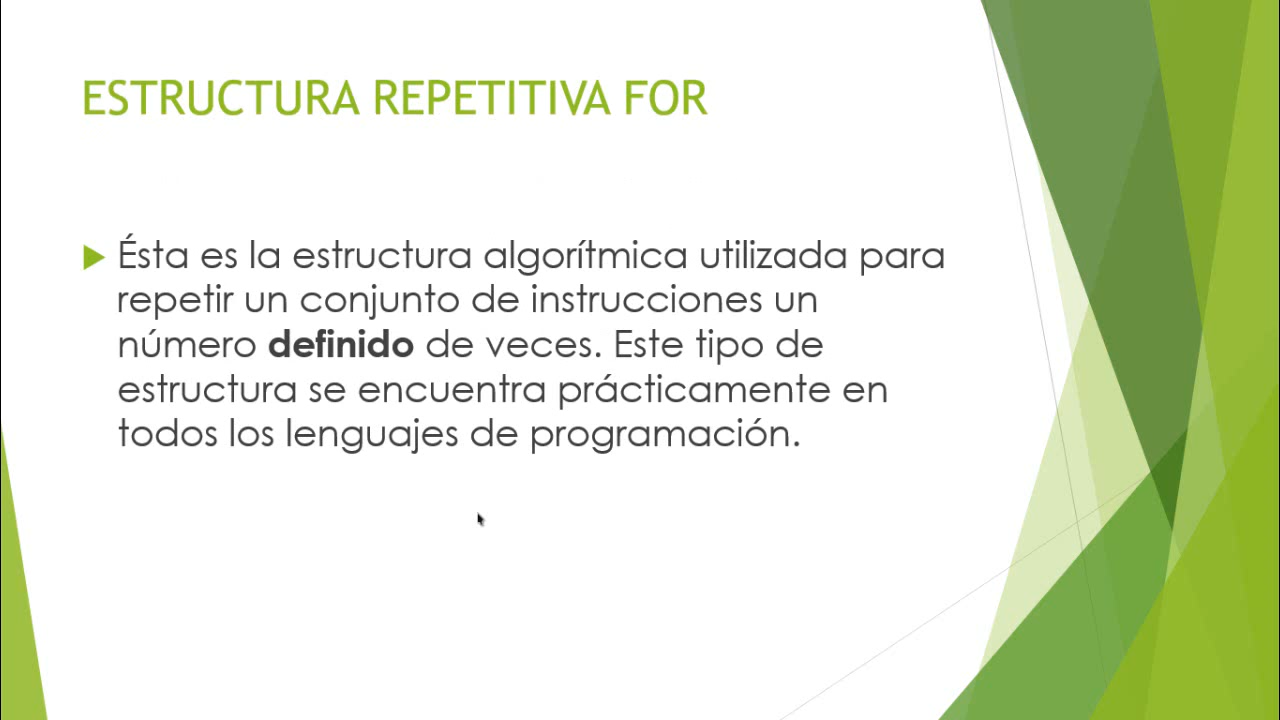 ESTRUCTURA REPETITIVA FOR
Ésta es la estructura algorítmica utilizada para
repetir un conjunto de instrucciones un
número definido de veces. Este tipo de
estructura se encuentra prácticamente en
todos los lenguajes de programación.